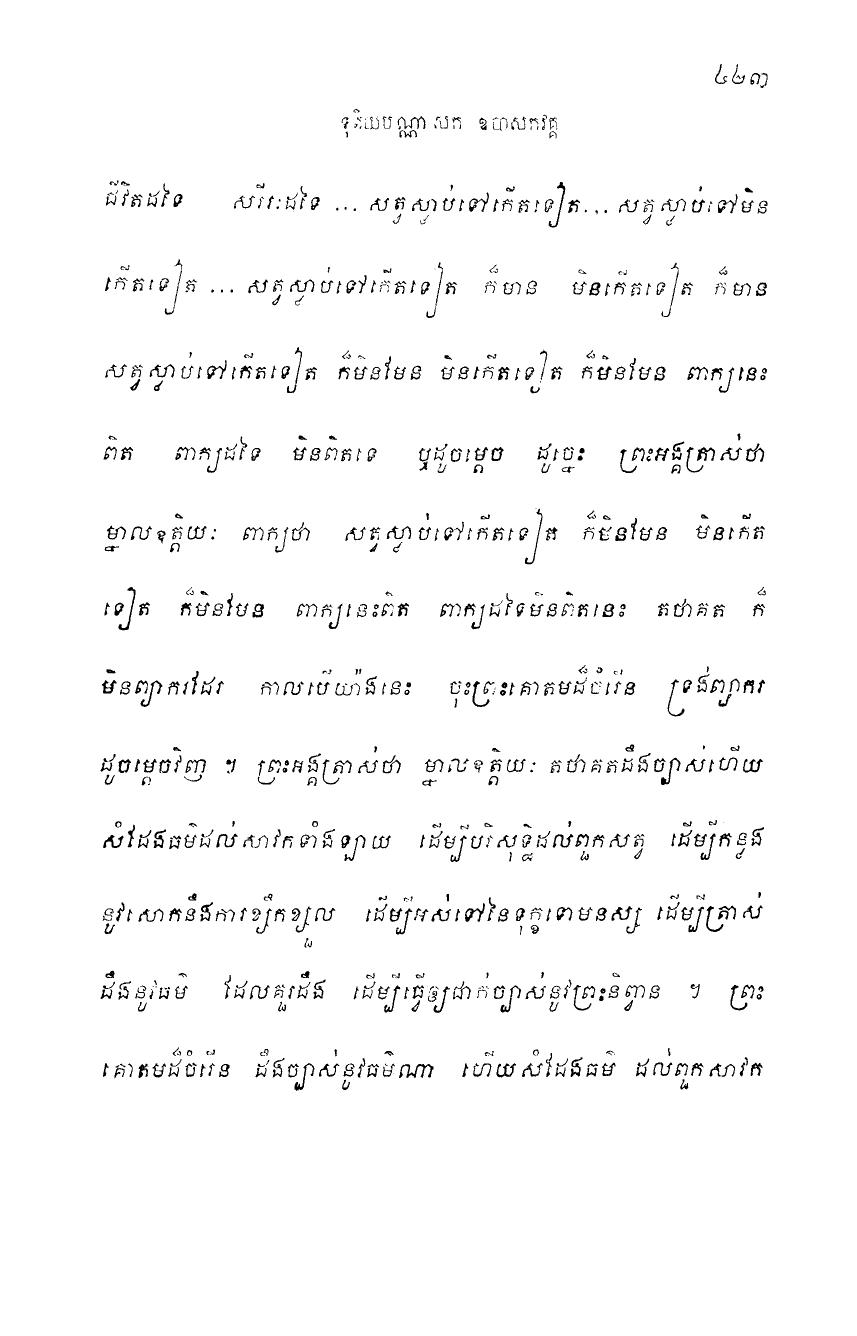 ៤២៣
ទុតិយបណ្ណាសក ឧបាសកវគ្គ
ជីវិតដទៃ សរីរៈដទៃ ... សត្វស្លាប់ទៅកើតទៀត... សត្វស្លាប់ទៅមិន
កើតទៀត ... សត្វស្លាប់ទៅកើតទៀត ក៏មាន មិនកើតទៀត ក៏មាន
សត្វស្លាប់ទៅកើតទៀត ក៏មិនមែន មិនកើតទៀត ក៏មិនមែន ពាក្យនេះ
ពិត ពាក្យដទៃ មិនពិតទេ ឬដូចម្តេច ដូច្នេះ ព្រះអង្គត្រាស់ថា
ម្នាលឧត្តិយៈ ពាក្យថា សត្វស្លាប់ទៅកើតទៀត ក៏មិនមែន មិនកើត
ទៀត ក៏មិនមែន ពាក្យនេះពិត ពាក្យដទៃមិនពិតនេះ តថាគត ក៏
មិនព្យាករដែរ កាលបើយ៉ាងនេះ ចុះព្រះគោតមដ៏ចំរើន ទ្រង់ព្យាករ
ដូចម្តេចវិញ ។ ព្រះអង្គត្រាស់ថា ម្នាលឧត្តិយៈ តថាគតដឹងច្បាស់ហើយ
សំដែងធម៌ដល់សាវកទាំងឡាយ ដើម្បីបរិសុទ្ធិដល់ពួកសត្វ ដើម្បីកន្លង
នូវសោកនឹងការខ្សឹកខ្សួល ដើម្បីអស់ទៅនៃទុក្ខទោមនស្ស ដើម្បីត្រាស់
ដឹងនូវធម៌ ដែលគួរដឹង ដើម្បីធ្វើឲ្យជាក់ច្បាស់នូវព្រះនិព្វាន ។ ព្រះ
គោតមដ៏ចំរើន ដឹងច្បាស់នូវធម៌ណា ហើយសំដែងធម៌ ដល់ពួកសាវក